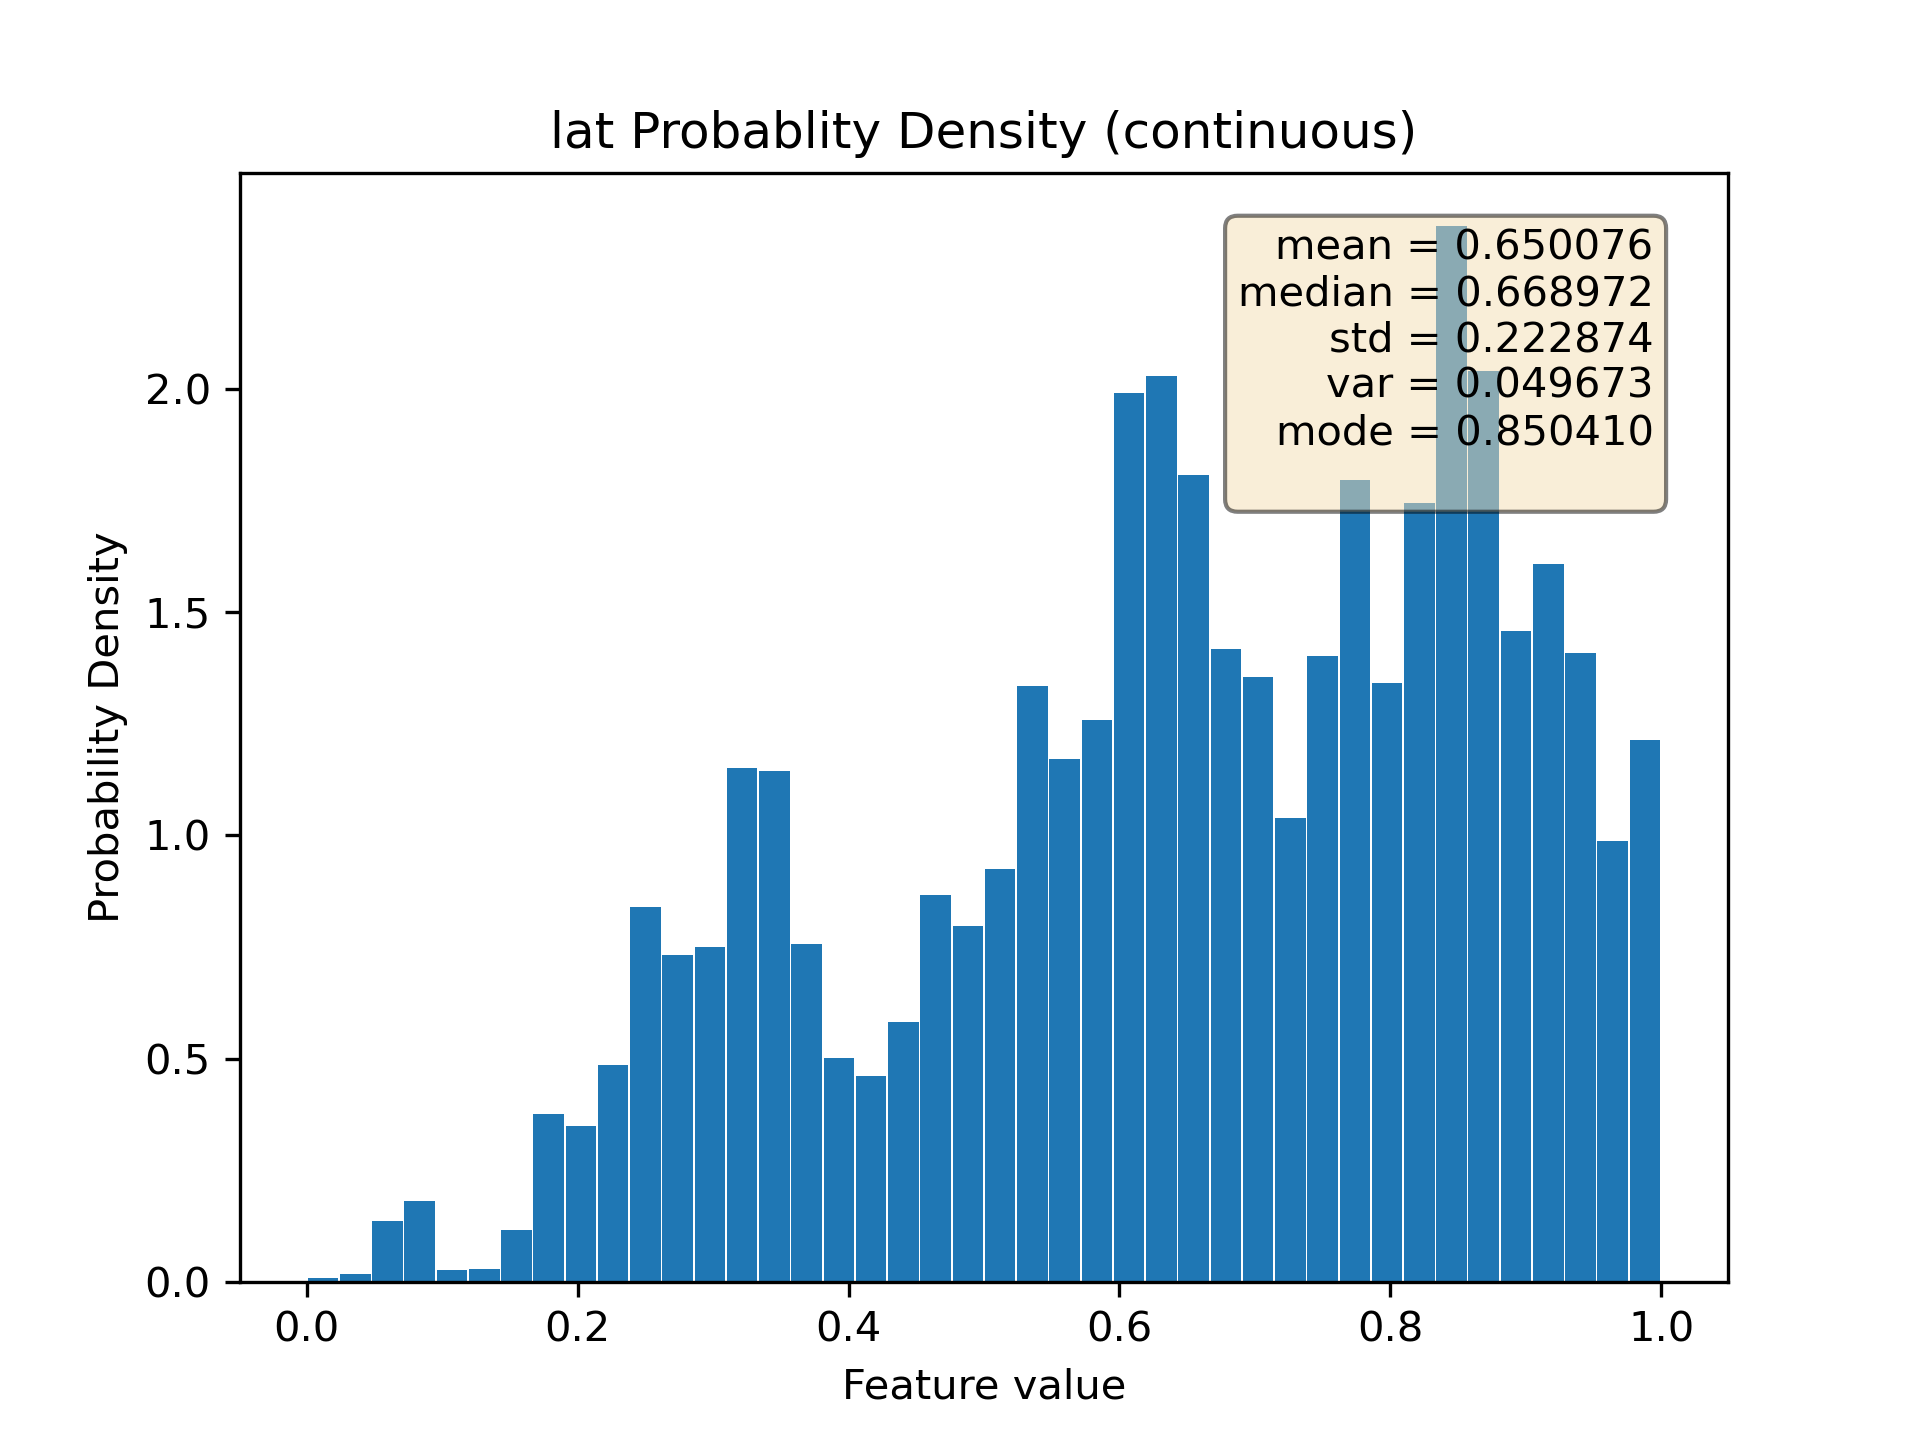 lat Probablity Density (continuous)
mean = 0.650076
median = 0.668972
std = 0.222874
var = 0.049673
mode = 0.850410
Probability Density
2.0
1.5
1.0
0.5
0.0
0.0 0.2 0.4 0.6 0.8 1.0
Feature value